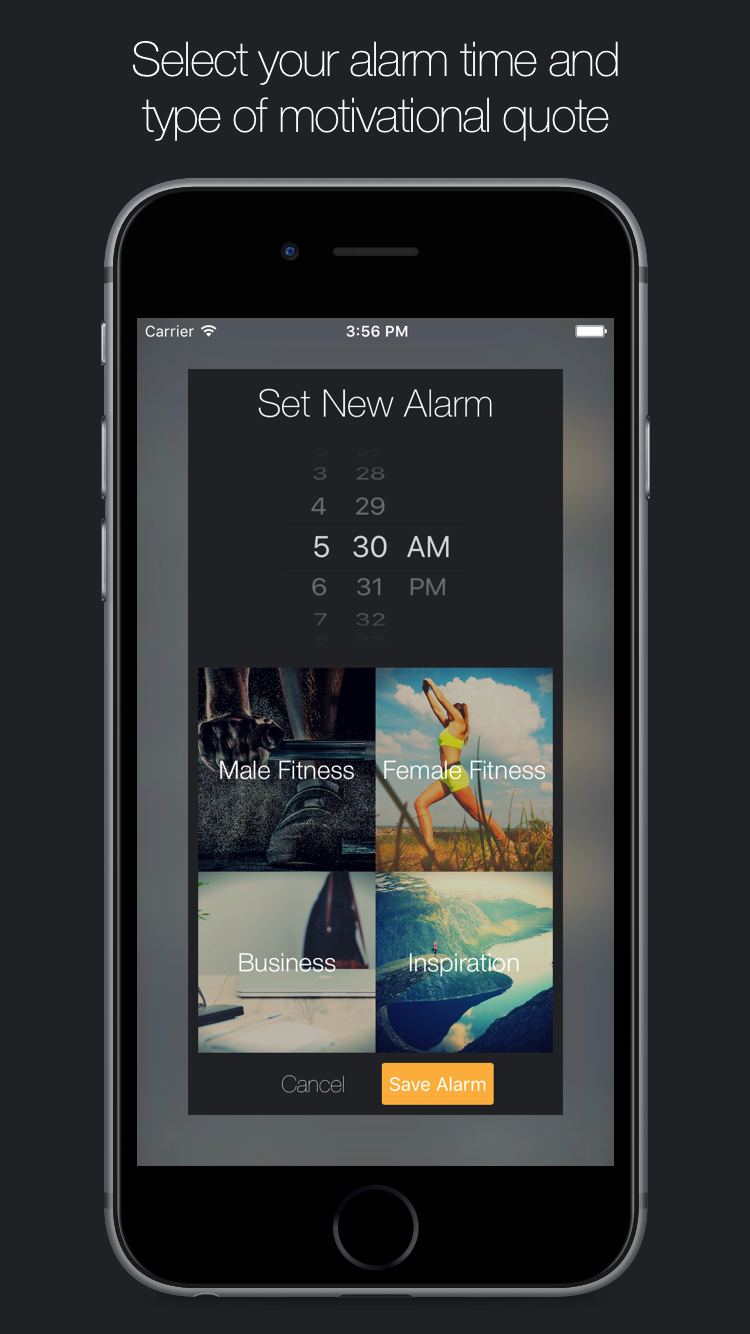 Select your alarm time and
type of motivational quote
Carrier 3:56 PM
Set New Alarm
3 28
4 29
5 30 AM
6 31 PM
7 32
Male Fitness Female Fitness
Business Inspiration
Cancel Save Alarm